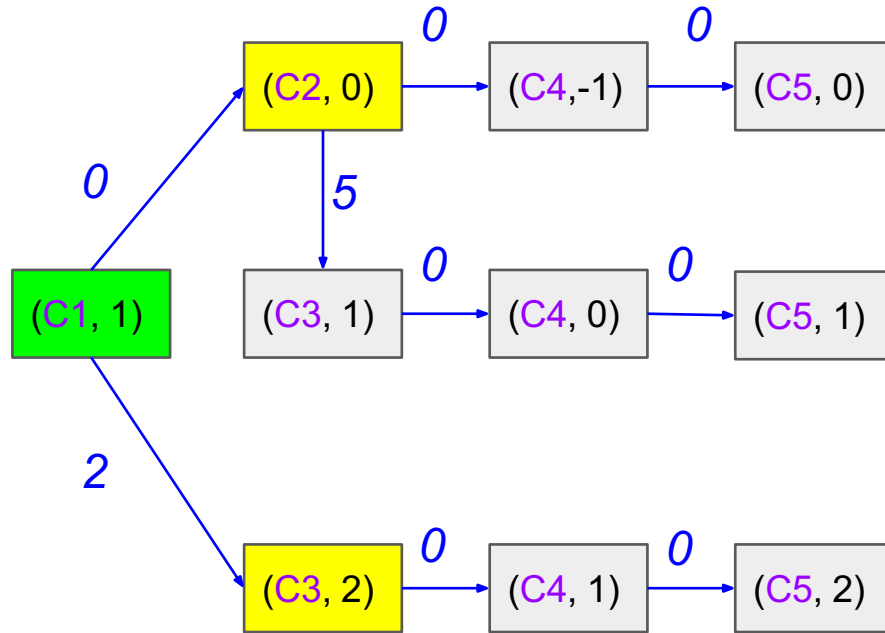 0 0
(C2, 0) (C4,-1) (C5, 0)
0 5
0 0
(C1, 1) (C3, 1) (C4, 0) (C5, 1)
2
0 0
(C3, 2) (C4, 1) (C5, 2)